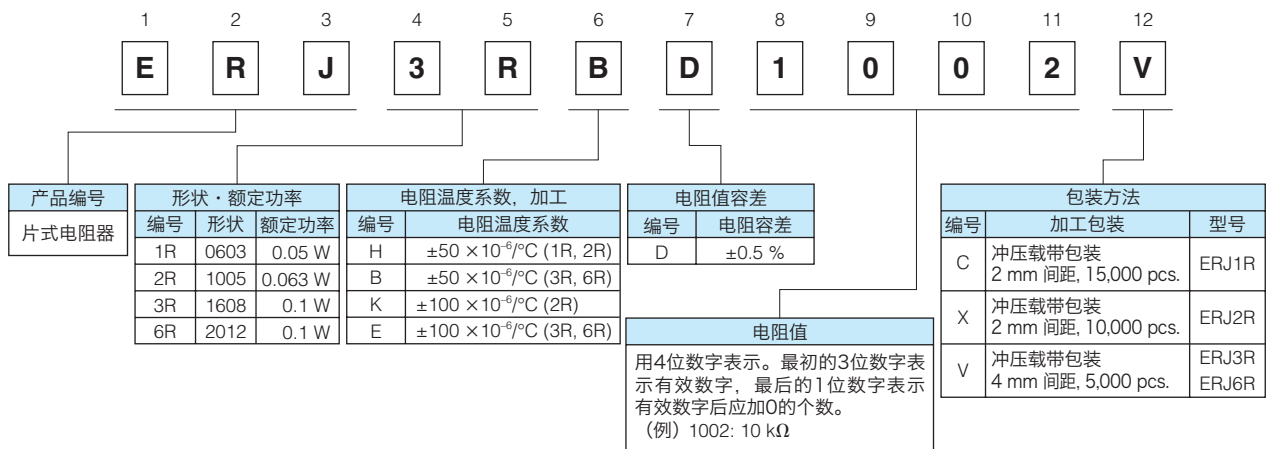 1 2 3 4 5 6 7 8 9 10 11 12
E R J 3 R B D 1 0 0 2 V
产品编号
片式电阻器
形状・额定功率
编号 形状 额定功率
1R 0603 0.05 W
2R 1005 0.063 W
3R 1608 0.1 W
6R 2012 0.1 W
电阻温度系数，加工
编号 电阻温度系数
H ±50 ×10⁻⁶/°C (1R, 2R)
B ±50 ×10⁻⁶/°C (3R, 6R)
K ±100 ×10⁻⁶/°C (2R)
E ±100 ×10⁻⁶/°C (3R, 6R)
电阻值容差
编号 电阻容差
D ±0.5 %
电阻值
用4位数字表示。最初的3位数字表
示有效数字，最后的1位数字表示
有效数字后应加0的个数。
（例）1002: 10 kΩ
包装方法
编号 加工包装 型号
C 冲压载带包装
2 mm 间距, 15,000 pcs. ERJ1R
X 冲压载带包装
2 mm 间距, 10,000 pcs. ERJ2R
V 冲压载带包装 ERJ3R
4 mm 间距, 5,000 pcs. ERJ6R